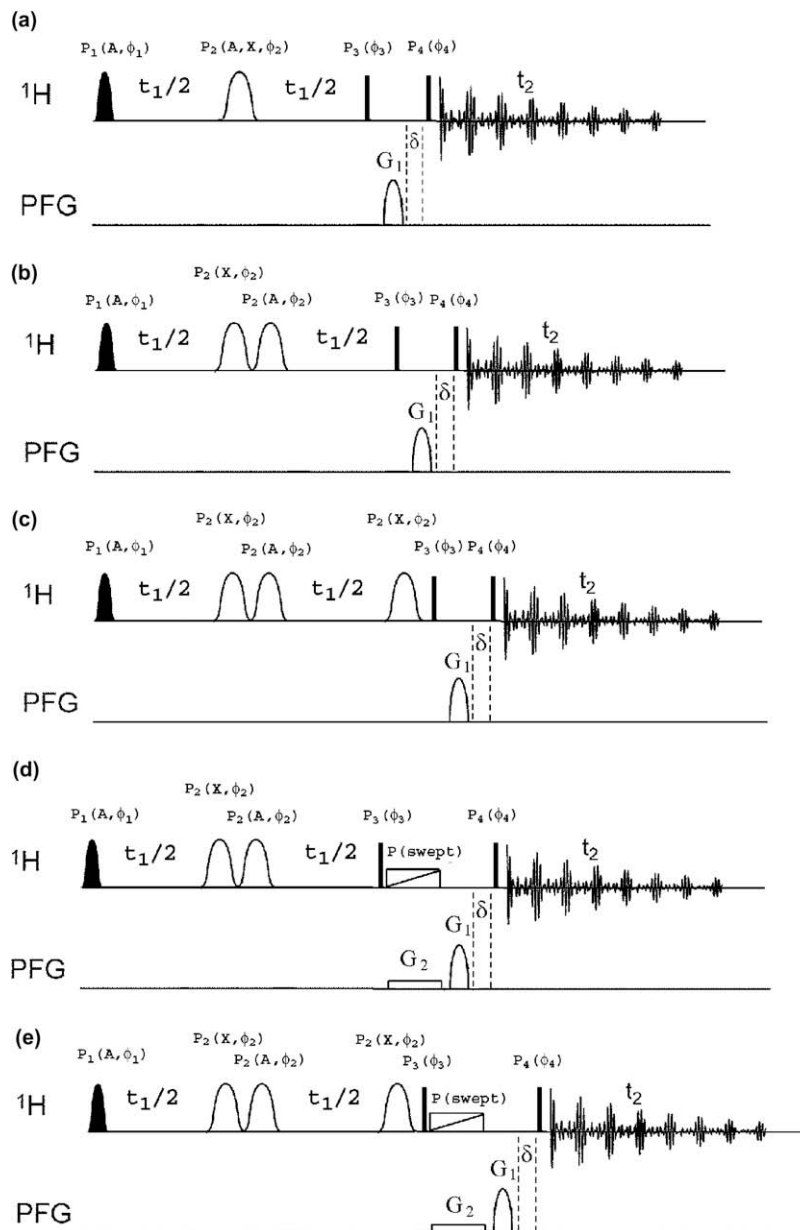 (a)
P₁(A,ϕ₁) P₂(A,X,ϕ₂) P₃(ϕ₃) P₄(ϕ₄)
¹H t₁/2 t₁/2 t₂
G₁ δ
PFG
(b)
P₂(X,ϕ₂)
P₁(A,ϕ₁) P₂(A,ϕ₂) P₃(ϕ₃) P₄(ϕ₄)
¹H t₁/2 t₁/2 t₂
G₁ δ
PFG
(c)
P₂(X,ϕ₂) P₂(X,ϕ₂)
P₁(A,ϕ₁) P₂(A,ϕ₂) P₃(ϕ₃) P₄(ϕ₄)
¹H t₁/2 t₁/2 t₂
G₁ δ
PFG
(d)
P₂(X,ϕ₂)
P₁(A,ϕ₁) P₂(A,ϕ₂) P₃(ϕ₃) P₄(ϕ₄)
¹H t₁/2 t₁/2 P(swept) t₂
G₂ G₁ δ
PFG
(e)
P₂(X,ϕ₂) P₂(X,ϕ₂)
P₁(A,ϕ₁) P₂(A,ϕ₂) P₃(ϕ₃) P₄(ϕ₄)
¹H t₁/2 t₁/2 P(swept) t₂
G₂ G₁ δ
PFG